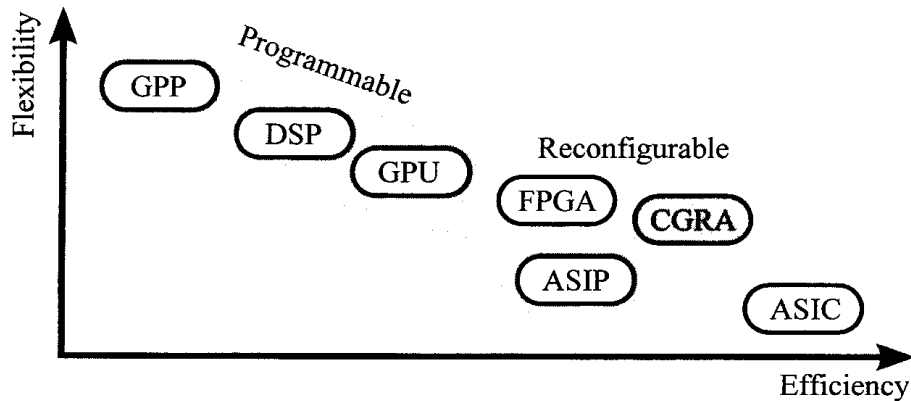 Flexibility
Programmable
GPP
DSP
GPU
Reconfigurable
FPGA
CGRA
ASIP
ASIC
Efficiency